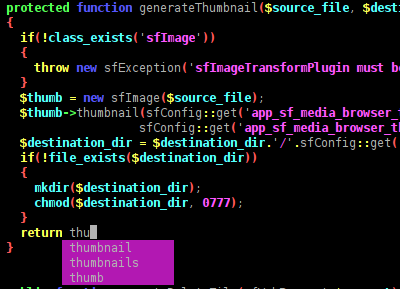 protected function generateThumbnail($source_file, $desti
{
if(!class_exists('sfImage'))
{
throw new sfException('sfImageTransformPlugin must be
}
$thumb = new sfImage($source_file);
$thumb->thumbnail(sfConfig::get('app_sf_media_browser_t
sfConfig::get('app_sf_media_browser_th
$destination_dir = $destination_dir.'/'.sfConfig::get(
if(!file_exists($destination_dir))
{
mkdir($destination_dir);
chmod($destination_dir, 0777);
}
return thu
}
thumbnail
thumbnails
thumb